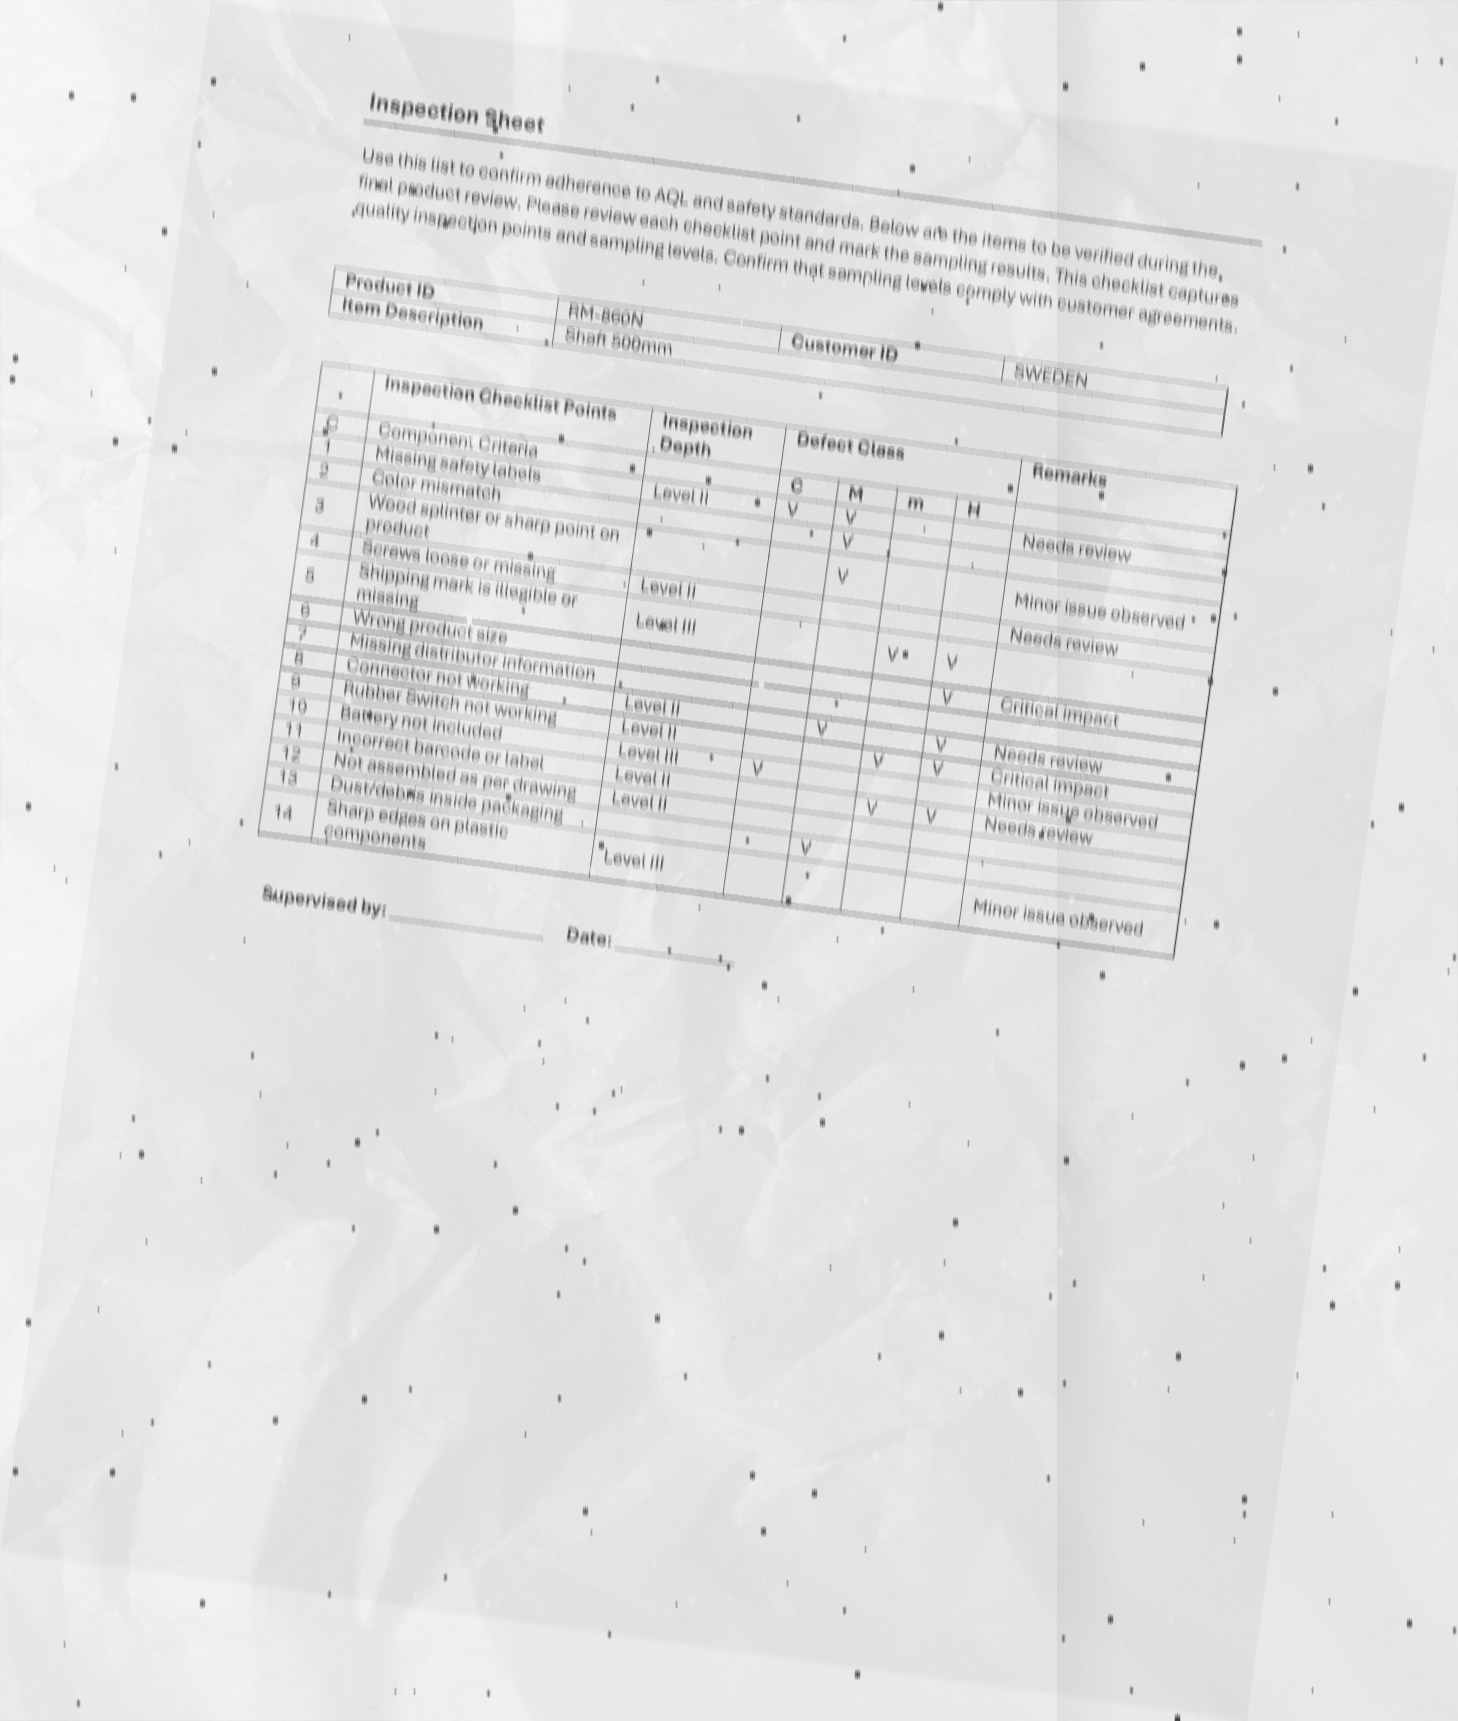 Inspection Sheet
Use this list to confirm adherence to AQL and safety standards. Below are the items to be verified during the
final product review. Please review each checklist point and mark the sampling results. This checklist captures
quality inspection points and sampling levels. Confirm that sampling levels comply with customer agreements.
Product ID RM-860N Customer ID SWEDEN
Item Description Shaft 500mm
Inspection Checklist Points Inspection Depth Defect Class Remarks
C Component Criteria C M m H
1 Missing safety labels Level II V V Needs review
2 Color mismatch V
3 Wood splinter or sharp point on product V Minor issue observed
4 Screws loose or missing Level II Needs review
5 Shipping mark is illegible or missing Level III V V
6 Wrong product size V Critical impact
7 Missing distributor information
8 Connector not working Level II V V Needs review
9 Rubber Switch not working Level II V V Critical impact
10 Battery not included Level III V Minor issue observed
11 Incorrect barcode or label Level II V V Needs review
12 Not assembled as per drawing Level II
13 Dust/debris inside packaging V
14 Sharp edges on plastic components Level III Minor issue observed
Supervised by: Date: